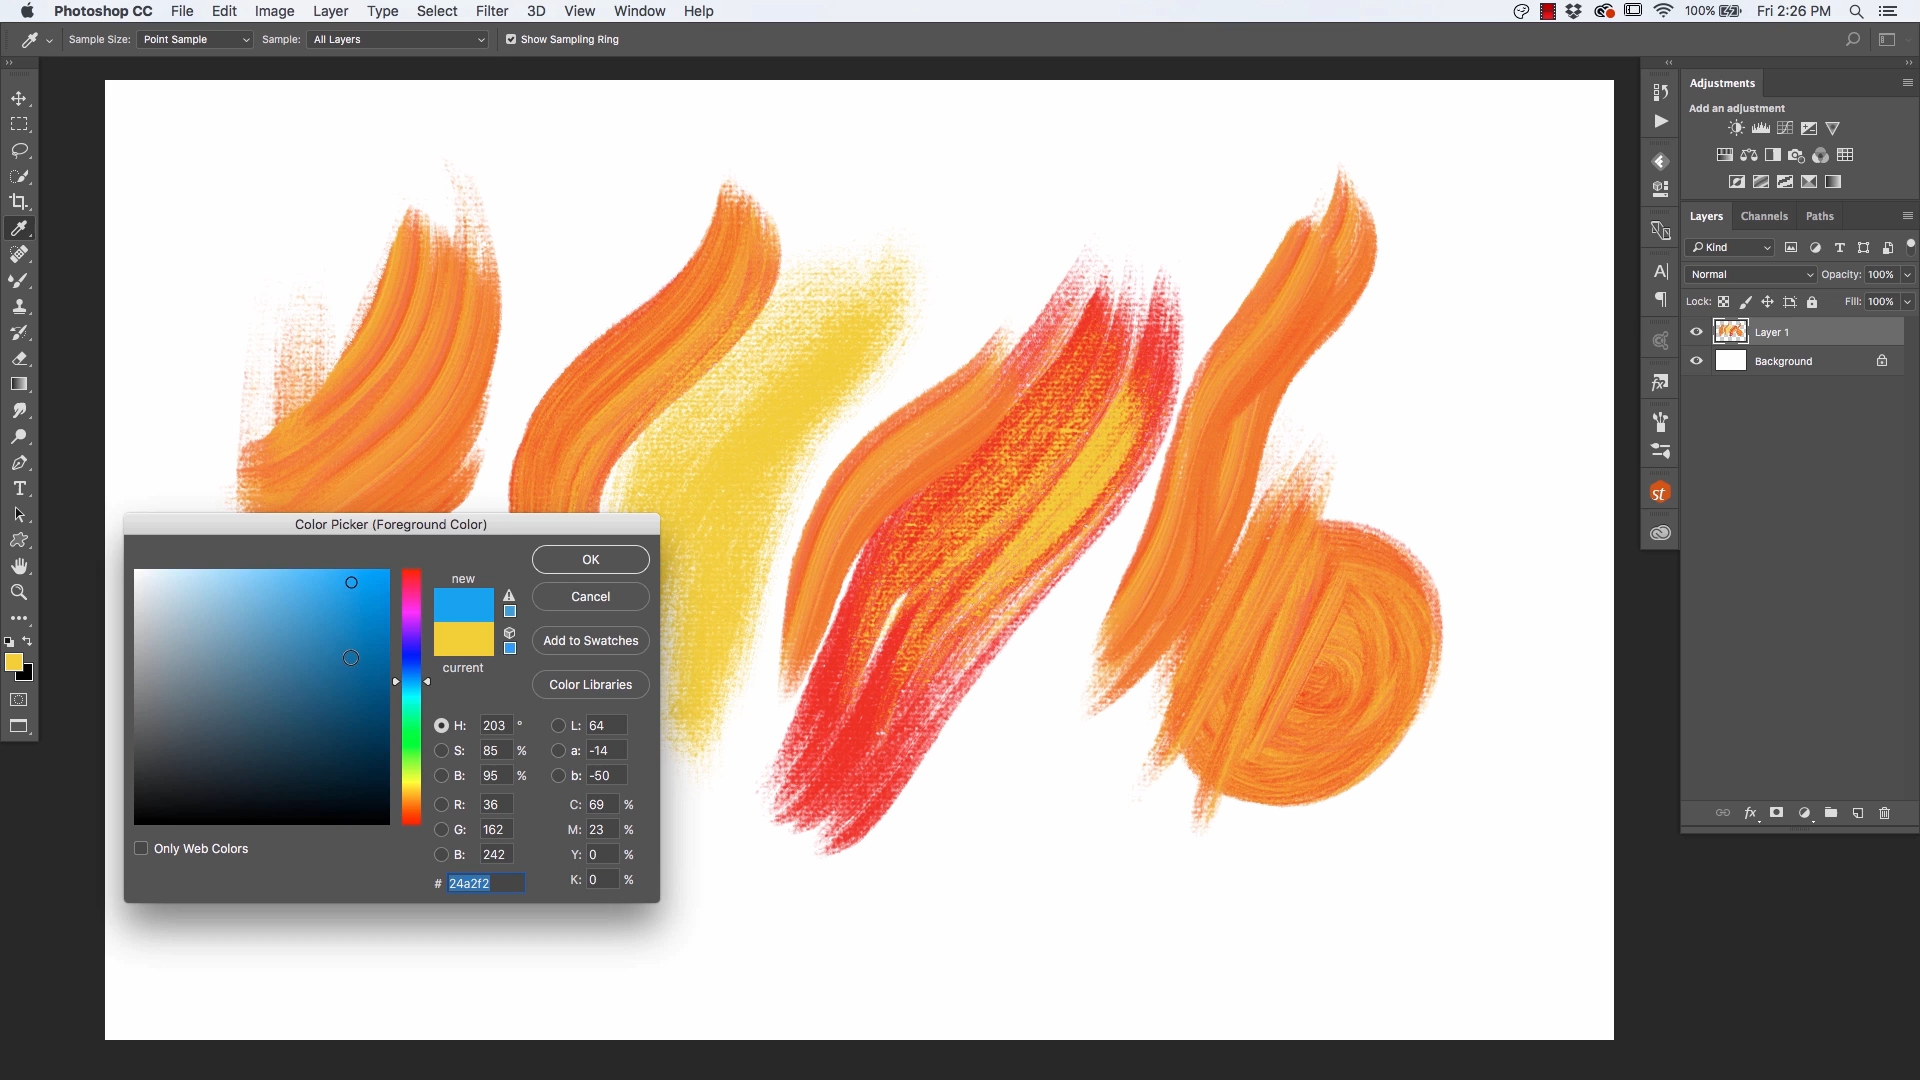 Photoshop CC File Edit Image Layer Type Select Filter 3D View Window Help 100% Fri 2:26 PM
Sample Size: Point Sample Sample: All Layers Show Sampling Ring
Adjustments
Add an adjustment
Layers Channels Paths
Kind
Normal Opacity: 100%
Lock: Fill: 100%
Layer 1
Background
st
Color Picker (Foreground Color)
OK
new
Cancel
Add to Swatches
current
Color Libraries
H: 203 ° L: 64
S: 85 % a: -14
B: 95 % b: -50
R: 36 C: 69 %
G: 162 M: 23 %
B: 242 Y: 0 %
# 24a2f2 K: 0 %
Only Web Colors